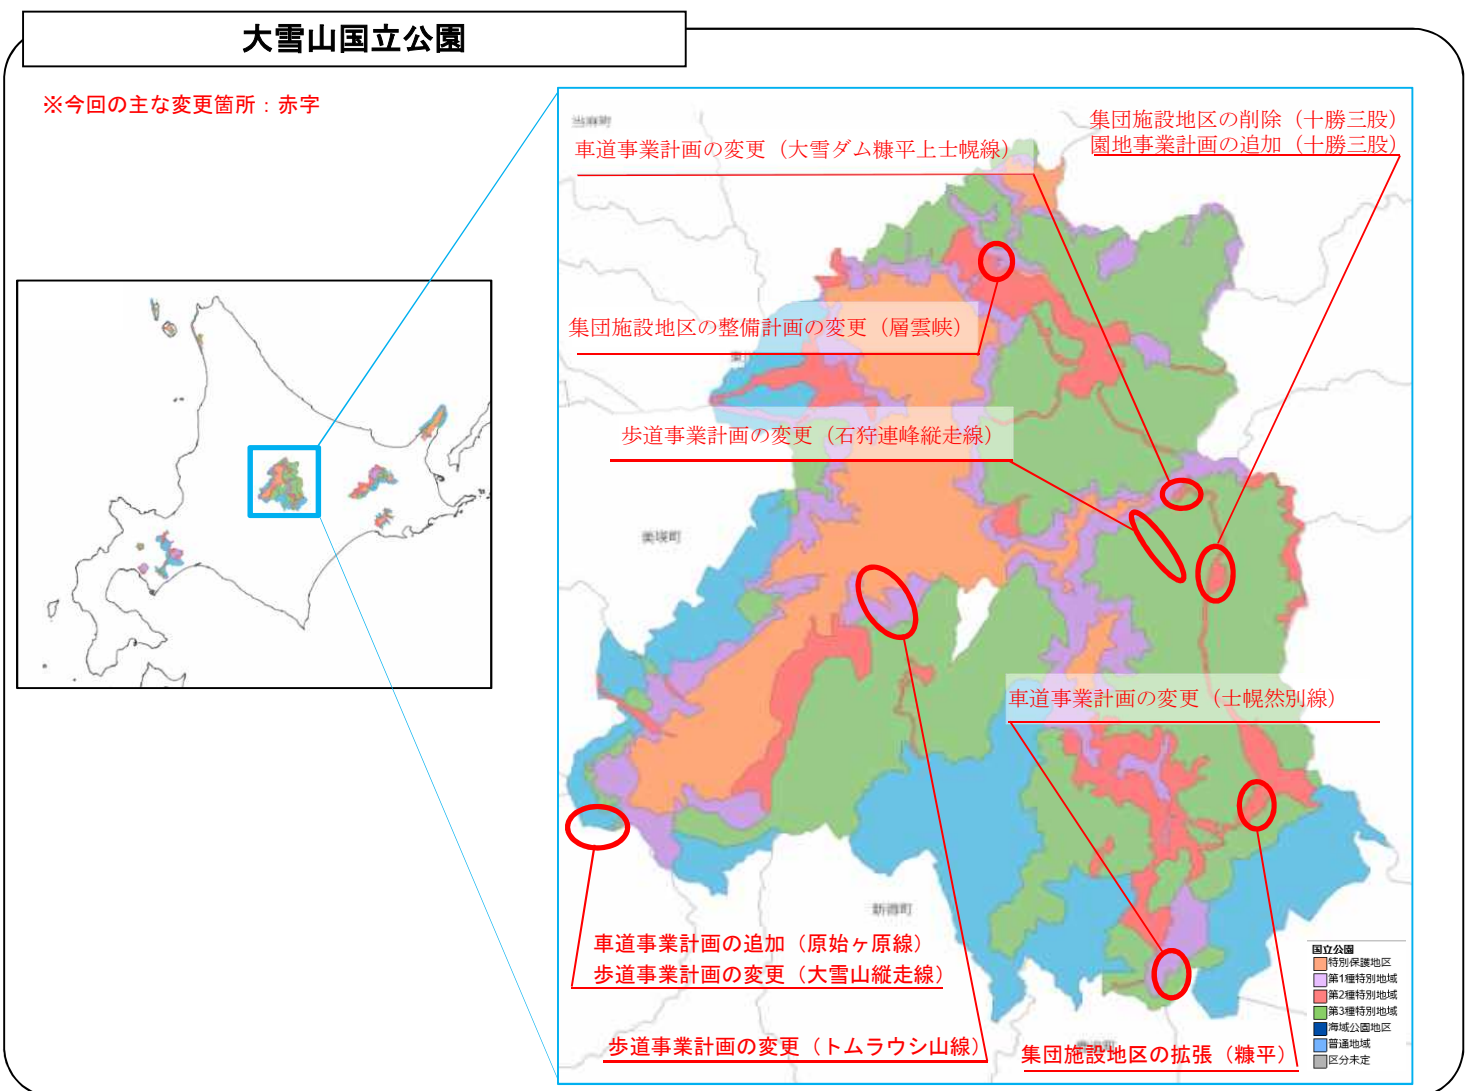 大雪山国立公園
※今回の主な変更箇所：赤字
当麻町
車道事業計画の変更（大雪ダム糠平上士幌線）
集団施設地区の削除（十勝三股）
園地事業計画の追加（十勝三股）
集団施設地区の整備計画の変更（層雲峡）
歩道事業計画の変更（石狩連峰縦走線）
美瑛町
車道事業計画の変更（士幌然別線）
新得町
車道事業計画の追加（原始ヶ原線）
歩道事業計画の変更（大雪山縦走線）
歩道事業計画の変更（トムラウシ山線）
集団施設地区の拡張（糠平）
国立公園
特別保護地区
第1種特別地域
第2種特別地域
第3種特別地域
海域公園地区
普通地域
区分未定